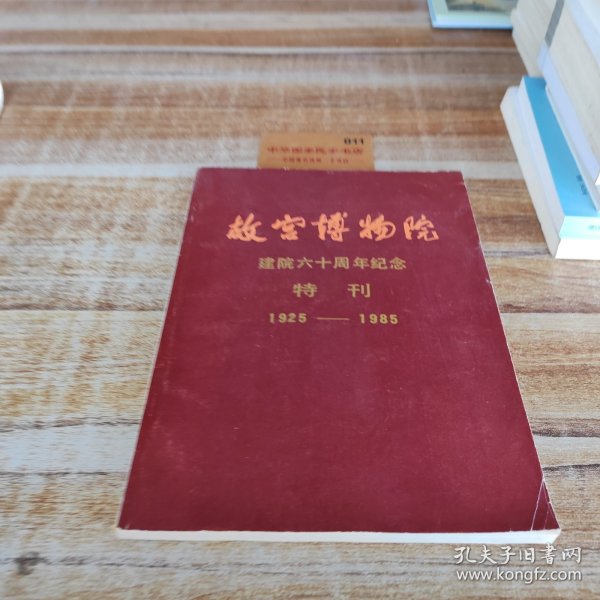 011
故宫博物院
建院六十周年纪念
特刊
1925 — 1985
孔夫子旧书网
www.kongfz.com